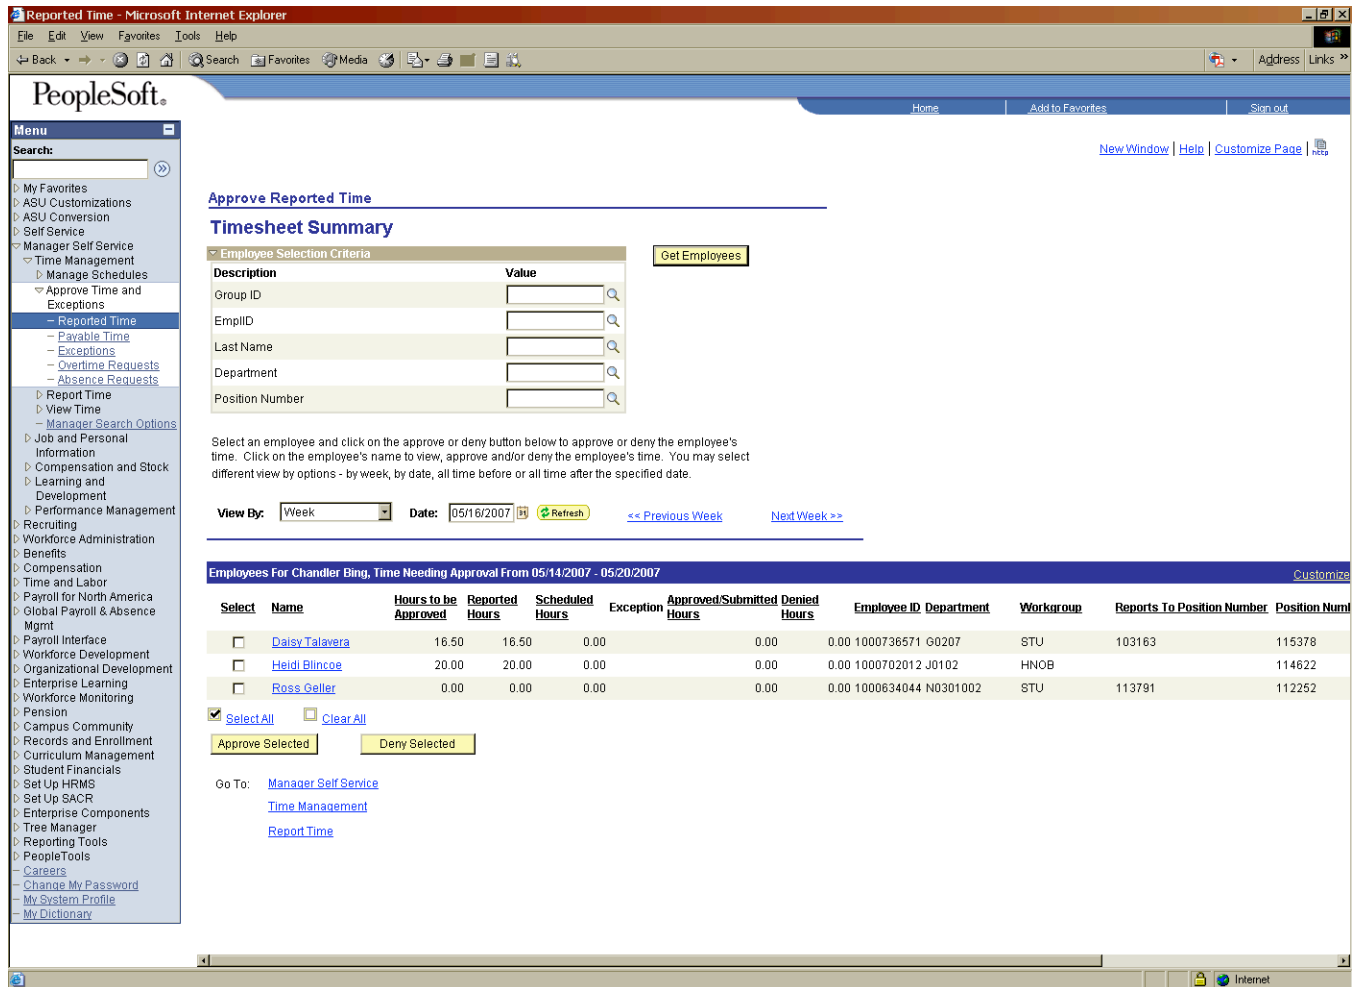 Reported Time - Microsoft Internet Explorer
File Edit View Favorites Tools Help
Back Search Favorites Media Address Links »
PeopleSoft.
Home Add to Favorites Sign out
New Window | Help | Customize Page | http
Menu
Search:
My Favorites
ASU Customizations
ASU Conversion
Self Service
Manager Self Service
Time Management
Manage Schedules
Approve Time and
Exceptions
– Reported Time
– Payable Time
– Exceptions
– Overtime Requests
– Absence Requests
Report Time
View Time
– Manager Search Options
Job and Personal
Information
Compensation and Stock
Learning and
Development
Performance Management
Recruiting
Workforce Administration
Benefits
Compensation
Time and Labor
Payroll for North America
Global Payroll & Absence
Mgmt
Payroll Interface
Workforce Development
Organizational Development
Enterprise Learning
Workforce Monitoring
Pension
Campus Community
Records and Enrollment
Curriculum Management
Student Financials
Set Up HRMS
Set Up SACR
Enterprise Components
Tree Manager
Reporting Tools
PeopleTools
– Careers
– Change My Password
– My System Profile
– My Dictionary
Approve Reported Time
Timesheet Summary
Employee Selection Criteria
Get Employees
Description Value
Group ID
EmplID
Last Name
Department
Position Number
Select an employee and click on the approve or deny button below to approve or deny the employee's
time. Click on the employee's name to view, approve and/or deny the employee's time. You may select
different view by options - by week, by date, all time before or all time after the specified date.
View By: Week Date: 05/16/2007 31 Refresh << Previous Week Next Week >>
Employees For Chandler Bing, Time Needing Approval From 05/14/2007 - 05/20/2007
Customize
Select Name Hours to be Approved Reported Hours Scheduled Hours Exception Approved/Submitted Hours Denied Hours Employee ID Department Workgroup Reports To Position Number Position Num
Daisy Talavera 16.50 16.50 0.00 0.00 0.00 1000736571 G0207 STU 103163 115378
Heidi Blincoe 20.00 20.00 0.00 0.00 0.00 1000702012 J0102 HNOB 114622
Ross Geller 0.00 0.00 0.00 0.00 0.00 1000634044 N0301002 STU 113791 112252
Select All Clear All
Approve Selected Deny Selected
Go To: Manager Self Service
Time Management
Report Time
Internet